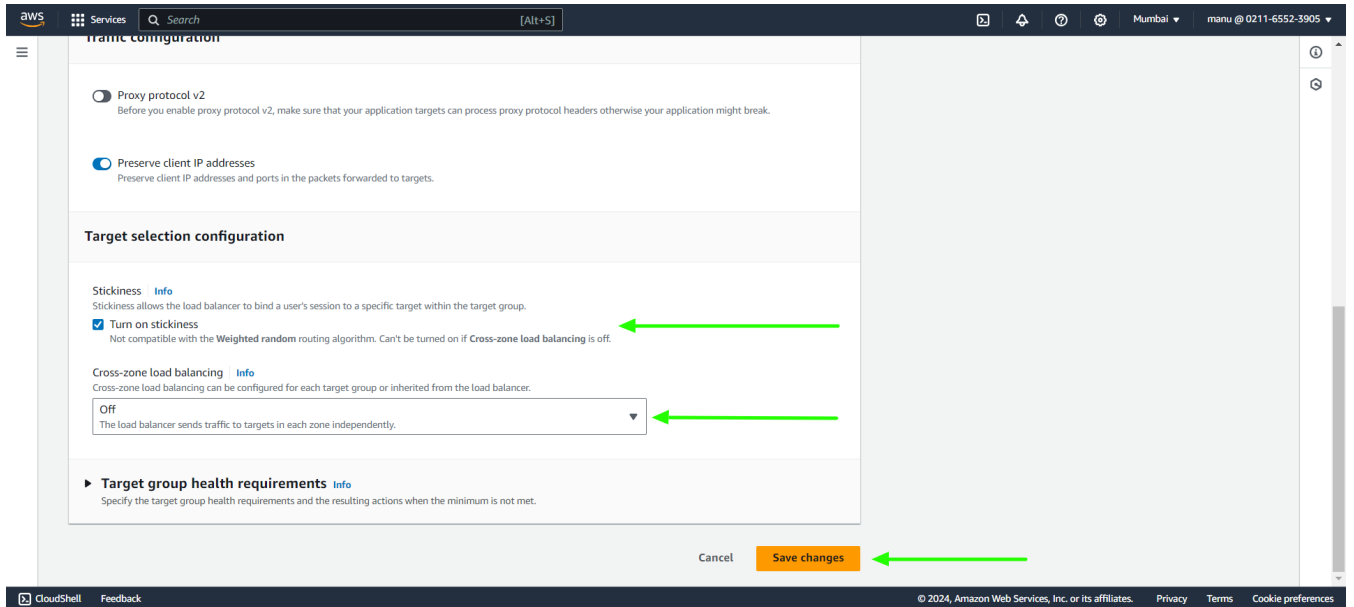 aws
Services
Search
[Alt+S]
Mumbai
manu @ 0211-6552-3905
Traffic configuration
Proxy protocol v2
Before you enable proxy protocol v2, make sure that your application targets can process proxy protocol headers otherwise your application might break.
Preserve client IP addresses
Preserve client IP addresses and ports in the packets forwarded to targets.
Target selection configuration
Stickiness Info
Stickiness allows the load balancer to bind a user's session to a specific target within the target group.
Turn on stickiness
Not compatible with the Weighted random routing algorithm. Can't be turned on if Cross-zone load balancing is off.
Cross-zone load balancing Info
Cross-zone load balancing can be configured for each target group or inherited from the load balancer.
Off
The load balancer sends traffic to targets in each zone independently.
Target group health requirements Info
Specify the target group health requirements and the resulting actions when the minimum is not met.
Cancel
Save changes
CloudShell
Feedback
© 2024, Amazon Web Services, Inc. or its affiliates.
Privacy
Terms
Cookie preferences